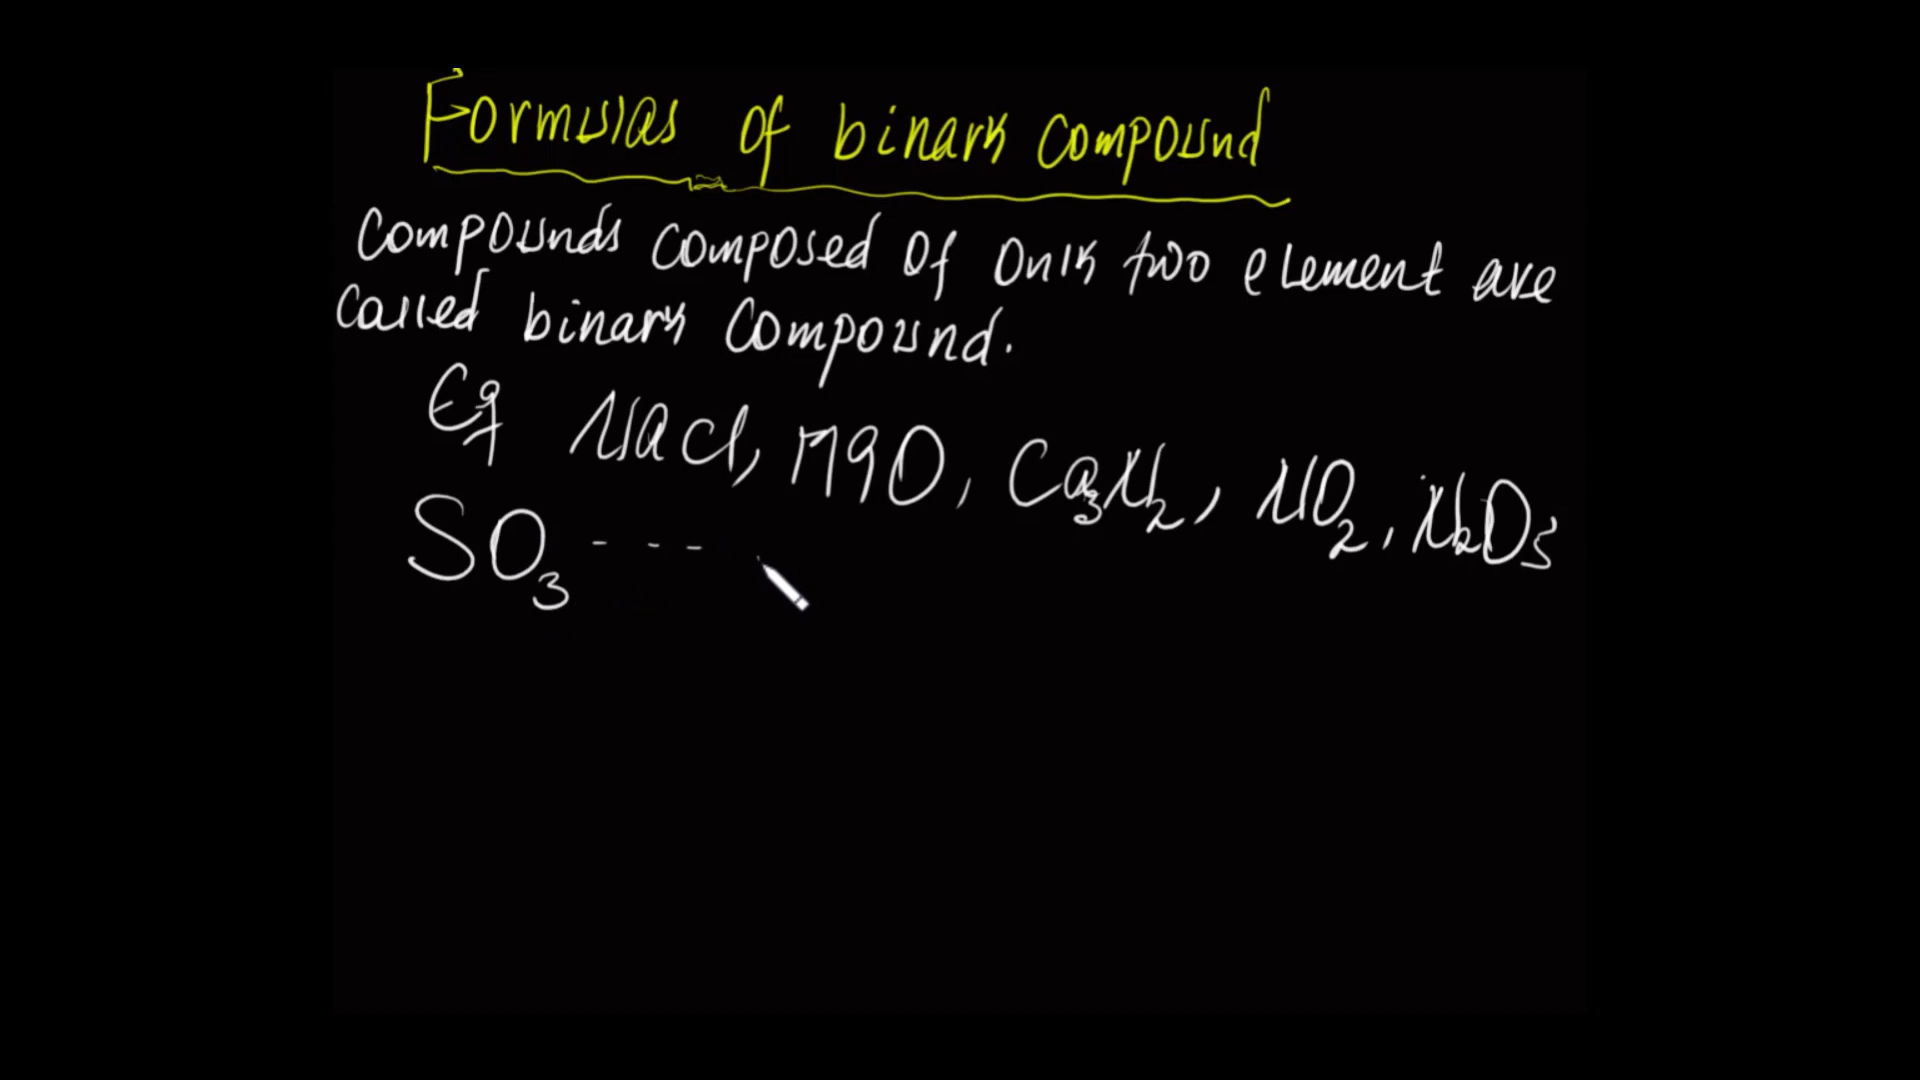 Formulas of binary compound
Compounds composed of only two element are
called binary compound.
Eg NaCl, MgO, Ca₃N₂, NO₂, N₂O₅
SO₃ - - -